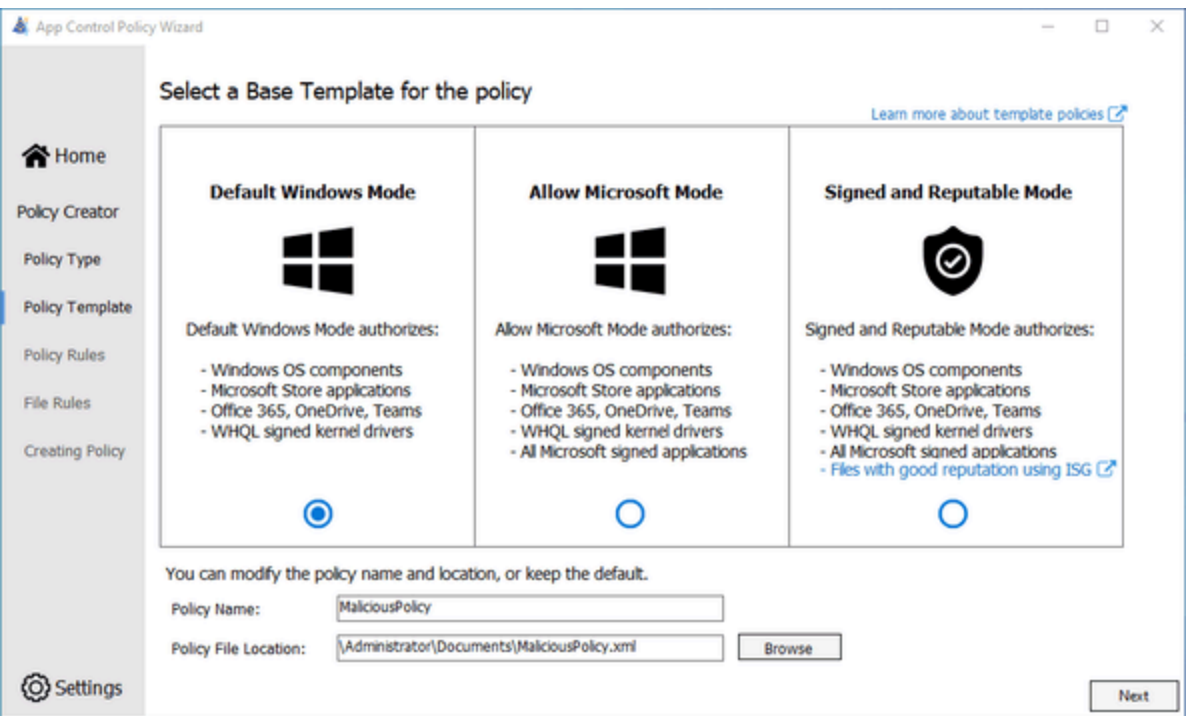 App Control Policy Wizard
Select a Base Template for the policy
Learn more about template policies
Home
Policy Creator
Policy Type
Policy Template
Policy Rules
File Rules
Creating Policy
Settings
Default Windows Mode
Default Windows Mode authorizes:
- Windows OS components
- Microsoft Store applications
- Office 365, OneDrive, Teams
- WHQL signed kernel drivers
Allow Microsoft Mode
Allow Microsoft Mode authorizes:
- Windows OS components
- Microsoft Store applications
- Office 365, OneDrive, Teams
- WHQL signed kernel drivers
- All Microsoft signed applications
Signed and Reputable Mode
Signed and Reputable Mode authorizes:
- Windows OS components
- Microsoft Store applications
- Office 365, OneDrive, Teams
- WHQL signed kernel drivers
- All Microsoft signed applications
- Files with good reputation using ISG
You can modify the policy name and location, or keep the default.
Policy Name: MaliciousPolicy
Policy File Location: \Administrator\Documents\MaliciousPolicy.xml Browse
Next